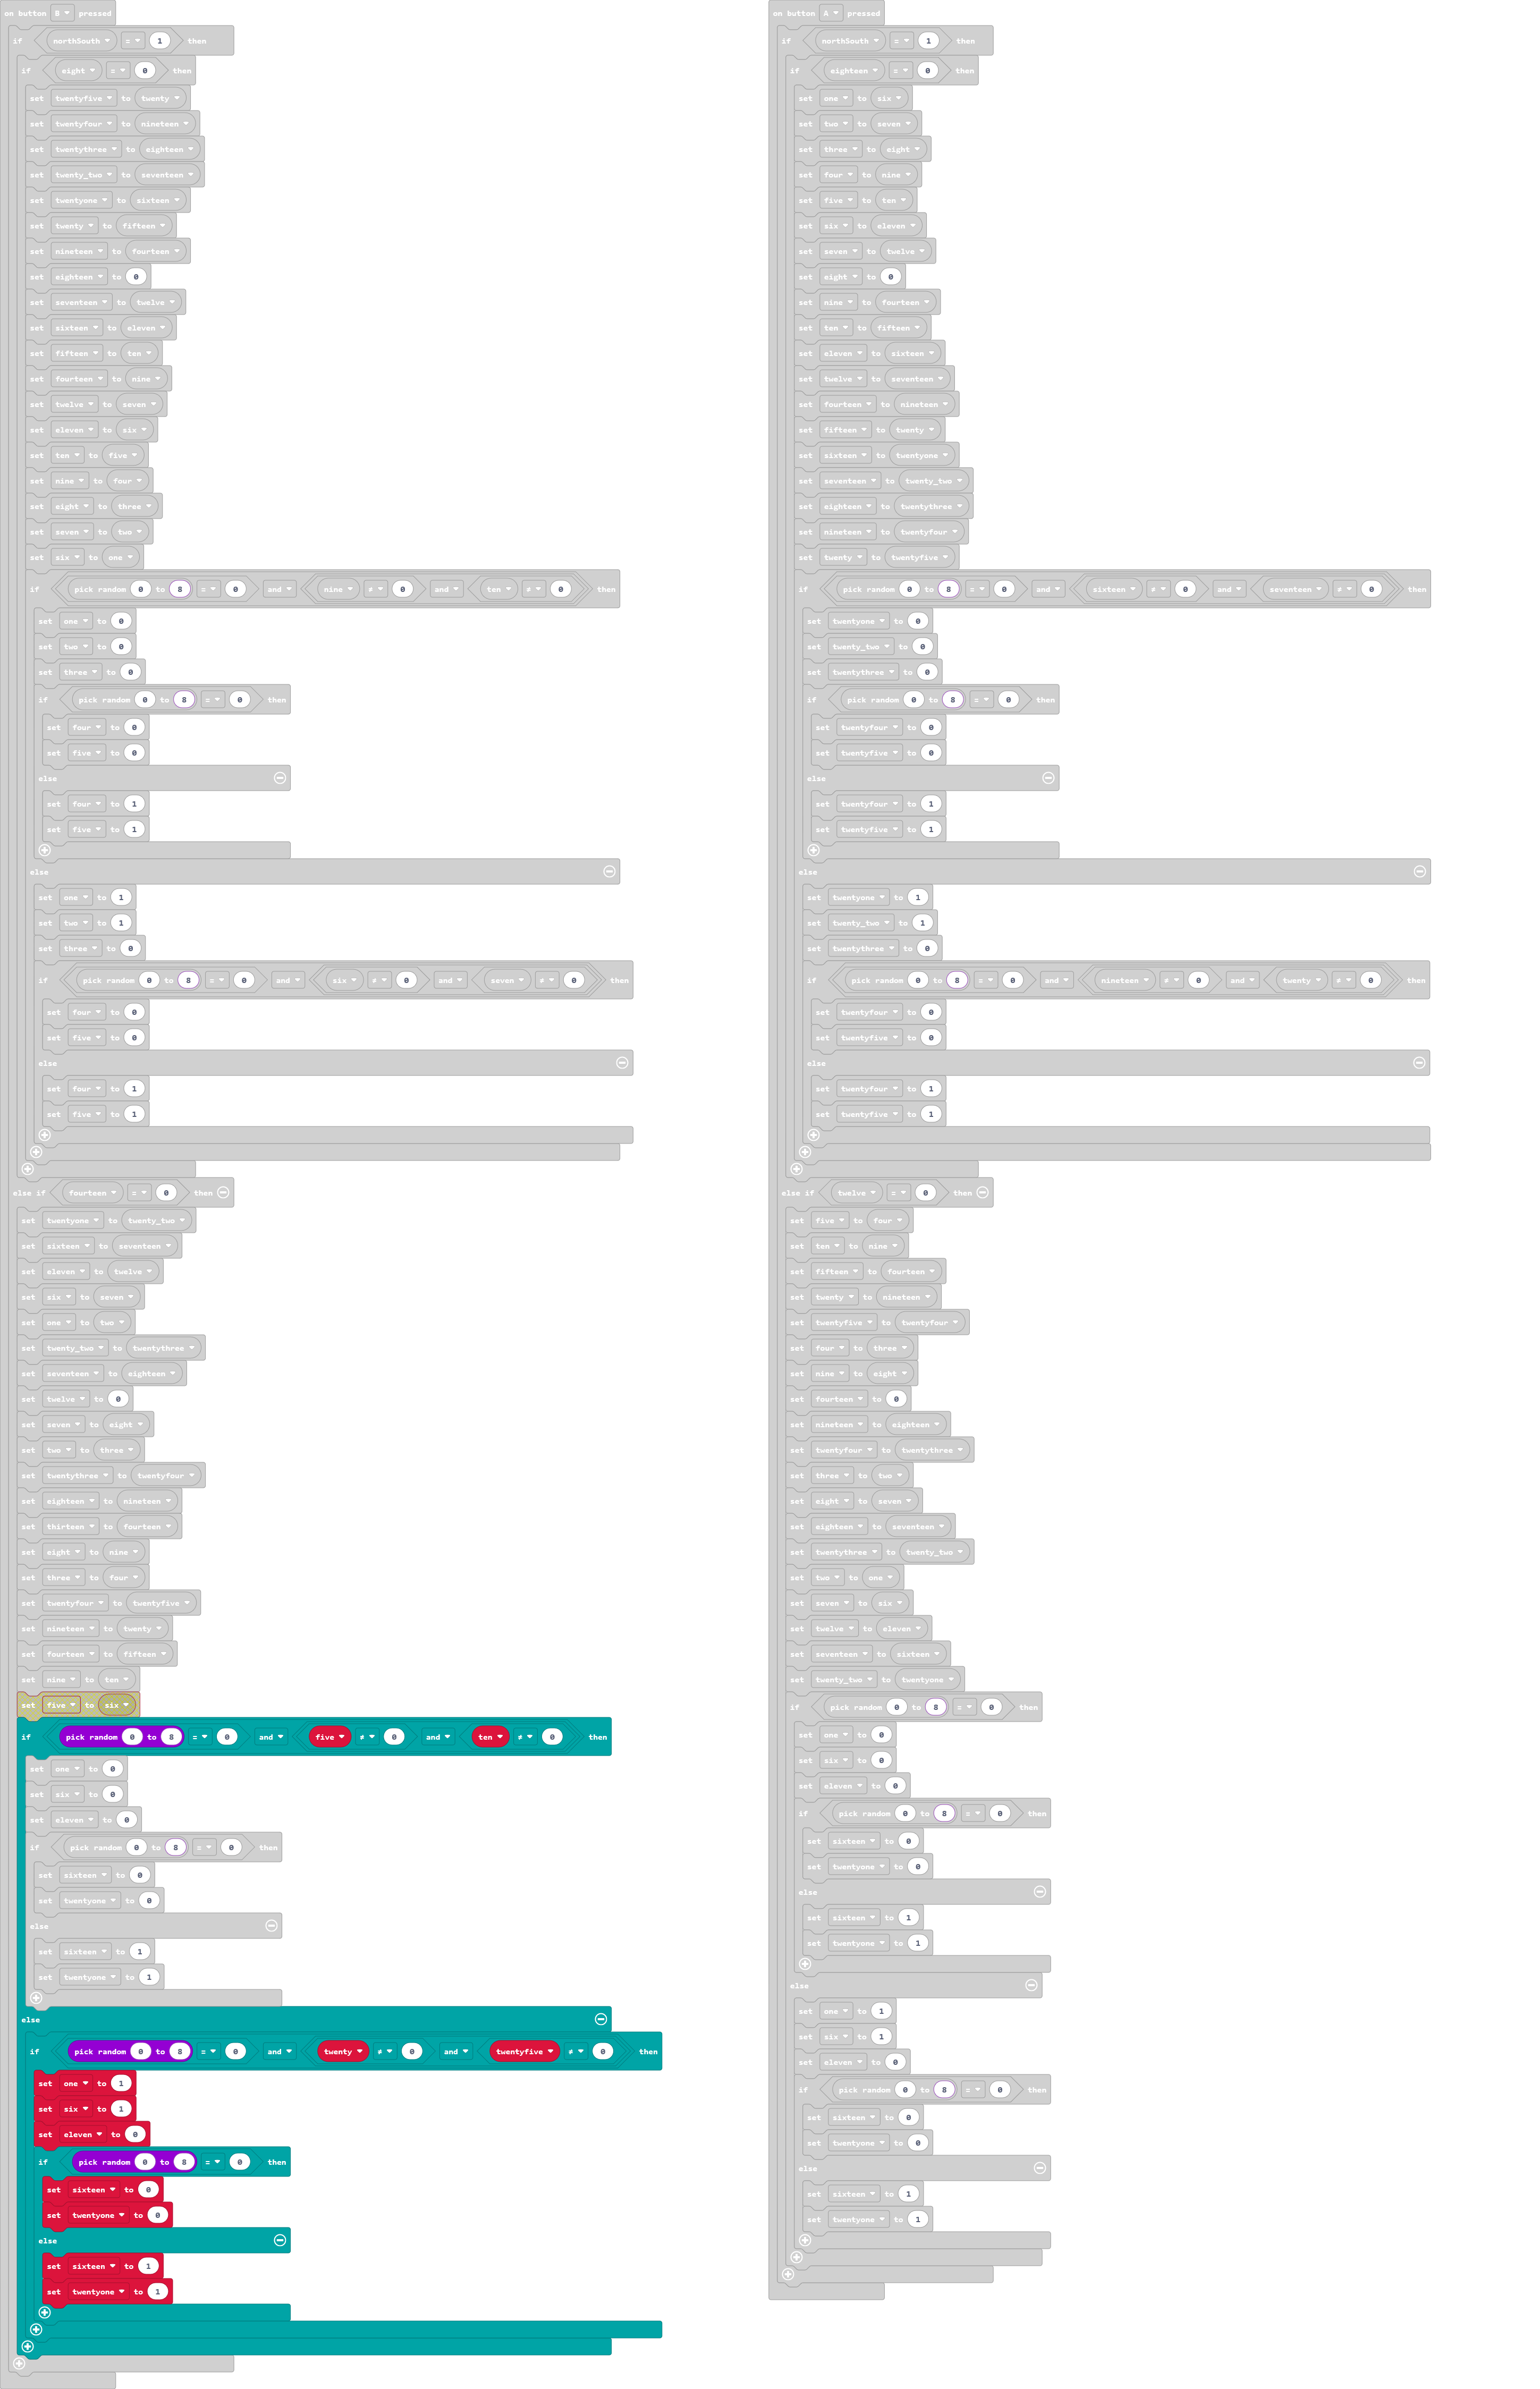 on button B pressed
if northSouth = 1 then
if eight = 0 then
set twentyfive to twenty
set twentyfour to nineteen
set twentythree to eighteen
set twenty_two to seventeen
set twentyone to sixteen
set twenty to fifteen
set nineteen to fourteen
set eighteen to 0
set seventeen to twelve
set sixteen to eleven
set fifteen to ten
set fourteen to nine
set twelve to seven
set eleven to six
set ten to five
set nine to four
set eight to three
set seven to two
set six to one
if pick random 0 to 8 = 0 and nine ≠ 0 and ten ≠ 0 then
set one to 0
set two to 0
set three to 0
if pick random 0 to 8 = 0 then
set four to 0
set five to 0
else
set four to 1
set five to 1
else
set one to 1
set two to 1
set three to 0
if pick random 0 to 8 = 0 and six ≠ 0 and seven ≠ 0 then
set four to 0
set five to 0
else
set four to 1
set five to 1
else if fourteen = 0 then
set twentyone to twenty_two
set sixteen to seventeen
set eleven to twelve
set six to seven
set one to two
set twenty_two to twentythree
set seventeen to eighteen
set twelve to 0
set seven to eight
set two to three
set twentythree to twentyfour
set eighteen to nineteen
set thirteen to fourteen
set eight to nine
set three to four
set twentyfour to twentyfive
set nineteen to twenty
set fourteen to fifteen
set nine to ten
set five to six
if pick random 0 to 8 = 0 and five ≠ 0 and ten ≠ 0 then
set one to 0
set six to 0
set eleven to 0
if pick random 0 to 8 = 0 then
set sixteen to 0
set twentyone to 0
else
set sixteen to 1
set twentyone to 1
else
if pick random 0 to 8 = 0 and twenty ≠ 0 and twentyfive ≠ 0 then
set one to 1
set six to 1
set eleven to 0
if pick random 0 to 8 = 0 then
set sixteen to 0
set twentyone to 0
else
set sixteen to 1
set twentyone to 1
on button A pressed
if northSouth = 1 then
if eighteen = 0 then
set one to six
set two to seven
set three to eight
set four to nine
set five to ten
set six to eleven
set seven to twelve
set eight to 0
set nine to fourteen
set ten to fifteen
set eleven to sixteen
set twelve to seventeen
set fourteen to nineteen
set fifteen to twenty
set sixteen to twentyone
set seventeen to twenty_two
set eighteen to twentythree
set nineteen to twentyfour
set twenty to twentyfive
if pick random 0 to 8 = 0 and sixteen ≠ 0 and seventeen ≠ 0 then
set twentyone to 0
set twenty_two to 0
set twentythree to 0
if pick random 0 to 8 = 0 then
set twentyfour to 0
set twentyfive to 0
else
set twentyfour to 1
set twentyfive to 1
else
set twentyone to 1
set twenty_two to 1
set twentythree to 0
if pick random 0 to 8 = 0 and nineteen ≠ 0 and twenty ≠ 0 then
set twentyfour to 0
set twentyfive to 0
else
set twentyfour to 1
set twentyfive to 1
else if twelve = 0 then
set five to four
set ten to nine
set fifteen to fourteen
set twenty to nineteen
set twentyfive to twentyfour
set four to three
set nine to eight
set fourteen to 0
set nineteen to eighteen
set twentyfour to twentythree
set three to two
set eight to seven
set eighteen to seventeen
set twentythree to twenty_two
set two to one
set seven to six
set twelve to eleven
set seventeen to sixteen
set twenty_two to twentyone
if pick random 0 to 8 = 0 then
set one to 0
set six to 0
set eleven to 0
if pick random 0 to 8 = 0 then
set sixteen to 0
set twentyone to 0
else
set sixteen to 1
set twentyone to 1
else
set one to 1
set six to 1
set eleven to 0
if pick random 0 to 8 = 0 then
set sixteen to 0
set twentyone to 0
else
set sixteen to 1
set twentyone to 1